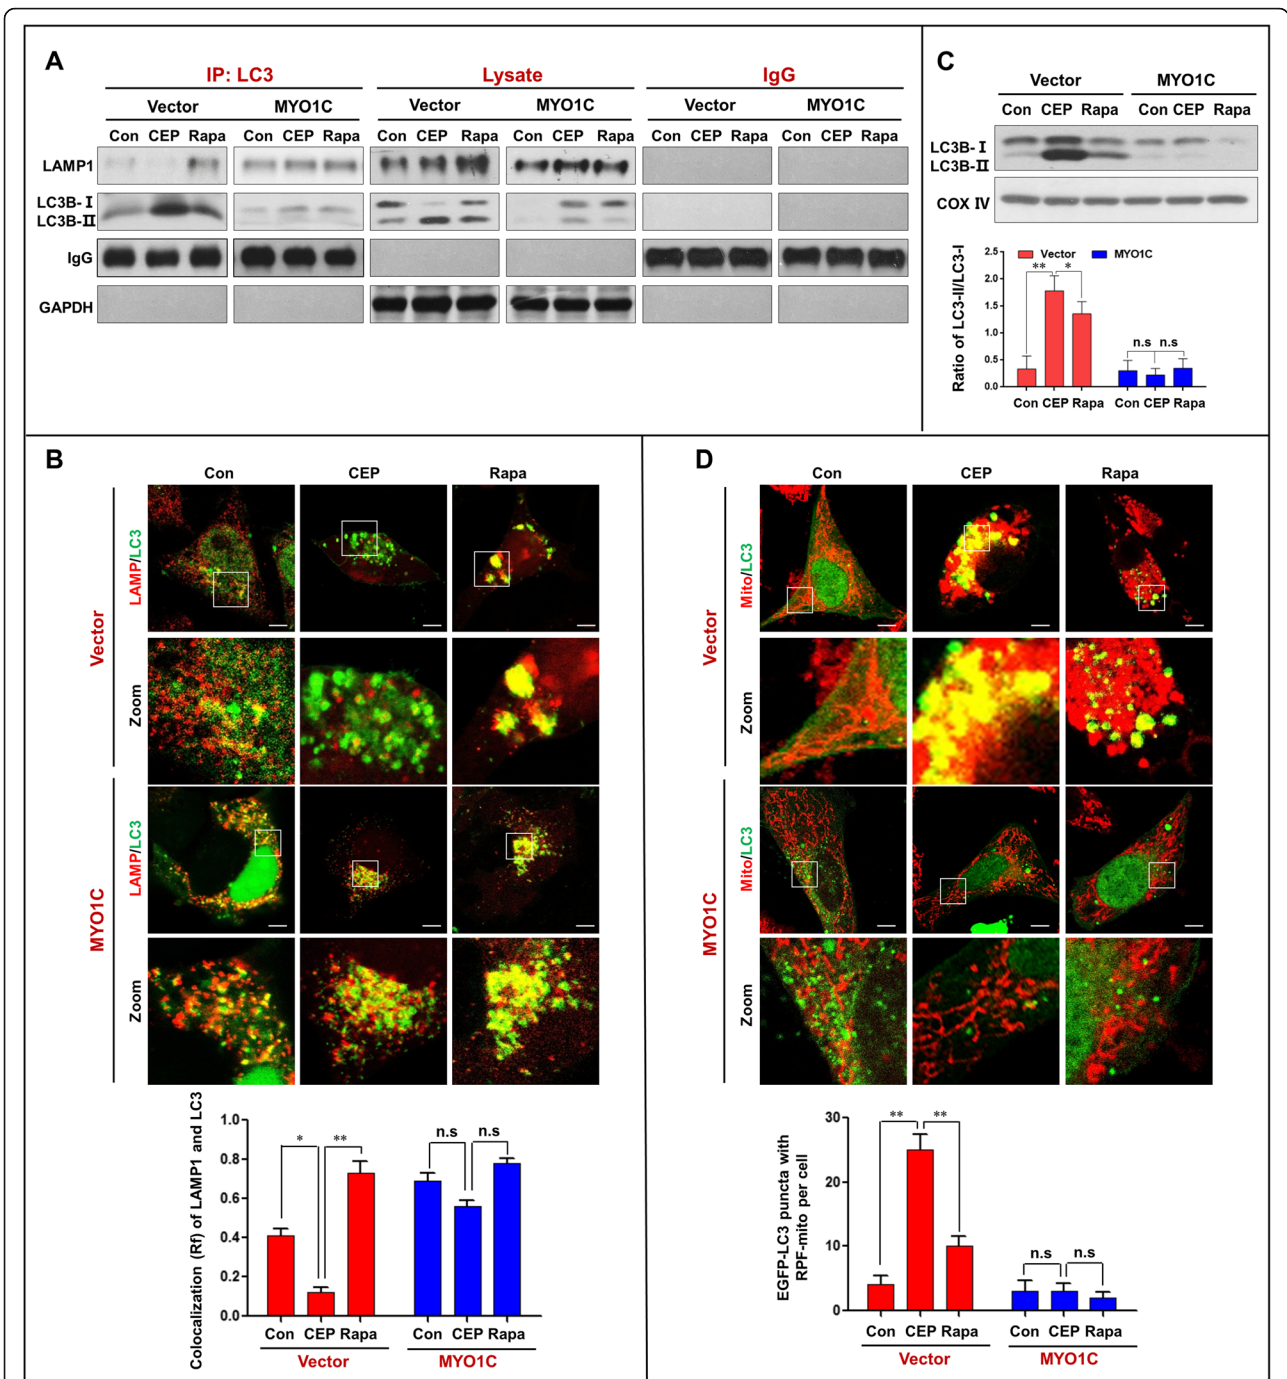 A
IP: LC3 Lysate IgG
Vector MYO1C Vector MYO1C Vector MYO1C
Con CEP Rapa Con CEP Rapa Con CEP Rapa Con CEP Rapa Con CEP Rapa Con CEP Rapa
LAMP1
LC3B-Ⅰ
LC3B-Ⅱ
IgG
GAPDH
C
Vector MYO1C
Con CEP Rapa Con CEP Rapa
LC3B-Ⅰ
LC3B-Ⅱ
COX Ⅳ
Ratio of LC3-II/LC3-I
2.5
2.0
1.5
1.0
0.5
0.0
Vector MYO1C
** *
n.s n.s
Con CEP Rapa Con CEP Rapa
B
Con CEP Rapa
Vector
LAMP/LC3
Zoom
MYO1C
LAMP/LC3
Zoom
Colocalization (Rf) of LAMP1 and LC3
1.0
0.8
0.6
0.4
0.2
0.0
* **
n.s n.s
Con CEP Rapa Con CEP Rapa
Vector MYO1C
D
Con CEP Rapa
Vector
Mito/LC3
Zoom
MYO1C
Mito/LC3
Zoom
EGFP-LC3 puncta with
RPF-mito per cell
30
20
10
0
** **
n.s n.s
Con CEP Rapa Con CEP Rapa
Vector MYO1C